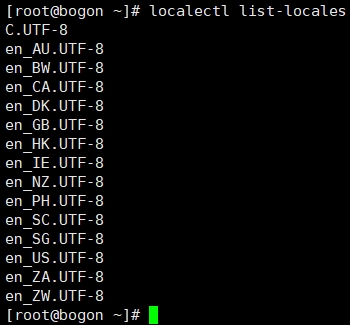 [root@bogon ~]# localectl list-locales
C.UTF-8
en_AU.UTF-8
en_BW.UTF-8
en_CA.UTF-8
en_DK.UTF-8
en_GB.UTF-8
en_HK.UTF-8
en_IE.UTF-8
en_NZ.UTF-8
en_PH.UTF-8
en_SC.UTF-8
en_SG.UTF-8
en_US.UTF-8
en_ZA.UTF-8
en_ZW.UTF-8
[root@bogon ~]#